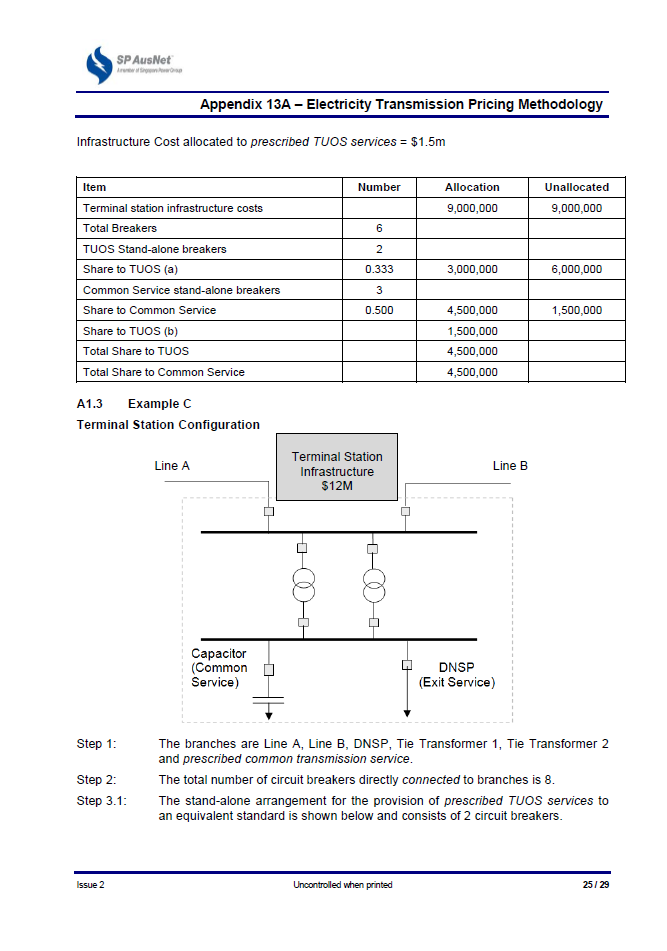 SP AusNet
A member of Singapore Power Group
Appendix 13A – Electricity Transmission Pricing Methodology
Infrastructure Cost allocated to prescribed TUOS services = $1.5m
Item Number Allocation Unallocated
Terminal station infrastructure costs 9,000,000 9,000,000
Total Breakers 6
TUOS Stand-alone breakers 2
Share to TUOS (a) 0.333 3,000,000 6,000,000
Common Service stand-alone breakers 3
Share to Common Service 0.500 4,500,000 1,500,000
Share to TUOS (b) 1,500,000
Total Share to TUOS 4,500,000
Total Share to Common Service 4,500,000
A1.3 Example C
Terminal Station Configuration
Line A
Terminal Station
Infrastructure
$12M
Line B
Capacitor
(Common
Service)
DNSP
(Exit Service)
Step 1: The branches are Line A, Line B, DNSP, Tie Transformer 1, Tie Transformer 2
and prescribed common transmission service.
Step 2: The total number of circuit breakers directly connected to branches is 8.
Step 3.1: The stand-alone arrangement for the provision of prescribed TUOS services to
an equivalent standard is shown below and consists of 2 circuit breakers.
Issue 2 Uncontrolled when printed 25 / 29